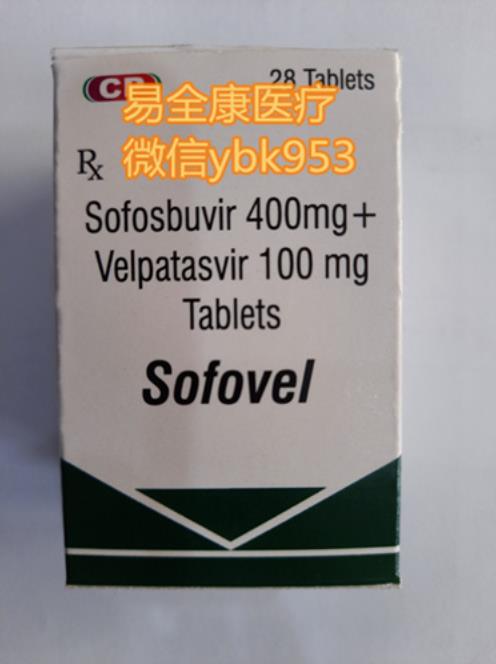 28 Tablets
易全康医疗
Rx
微信ybk953
Sofosbuvir 400mg+
Velpatasvir 100 mg
Tablets
Sofovel